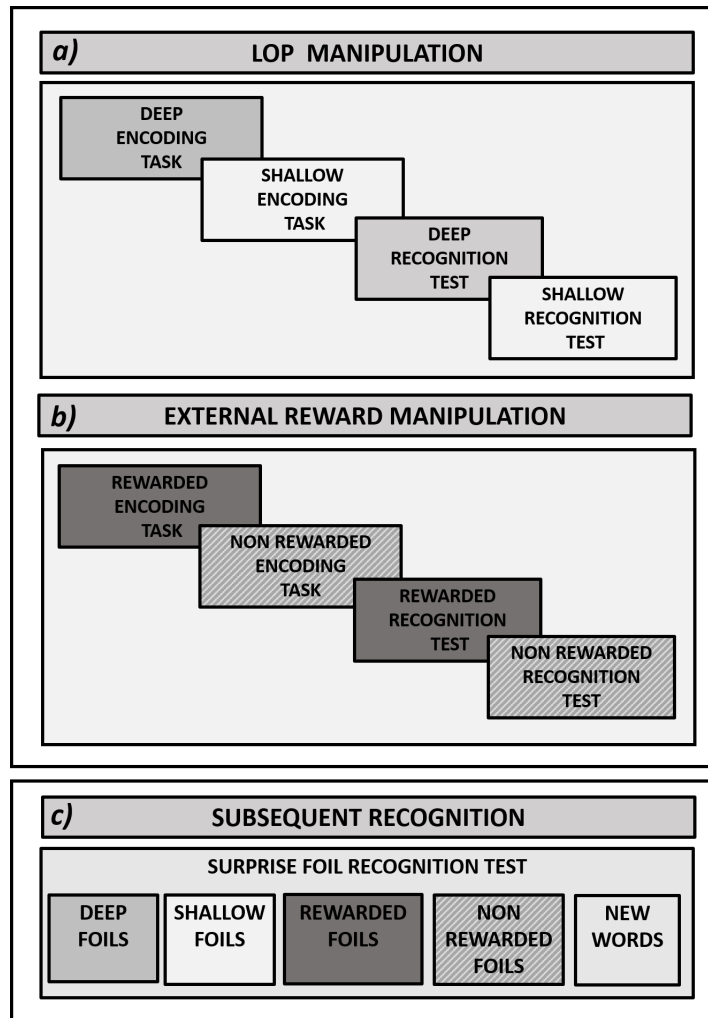 a) LOP MANIPULATION
DEEP
ENCODING
TASK
SHALLOW
ENCODING
TASK
DEEP
RECOGNITION
TEST
SHALLOW
RECOGNITION
TEST
b) EXTERNAL REWARD MANIPULATION
REWARDED
ENCODING
TASK
NON REWARDED
ENCODING
TASK
REWARDED
RECOGNITION
TEST
NON REWARDED
RECOGNITION
TEST
c) SUBSEQUENT RECOGNITION
SURPRISE FOIL RECOGNITION TEST
DEEP
FOILS
SHALLOW
FOILS
REWARDED
FOILS
NON
REWARDED
FOILS
NEW
WORDS